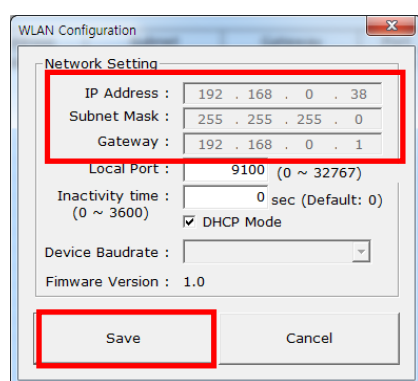 WLAN Configuration
Network Setting
IP Address : 192 . 168 . 0 . 38
Subnet Mask : 255 . 255 . 255 . 0
Gateway : 192 . 168 . 0 . 1
Local Port : 9100 (0 ~ 32767)
Inactivity time : 0 sec (Default: 0)
(0 ~ 3600)
DHCP Mode
Device Baudrate :
Fimware Version : 1.0
Save Cancel